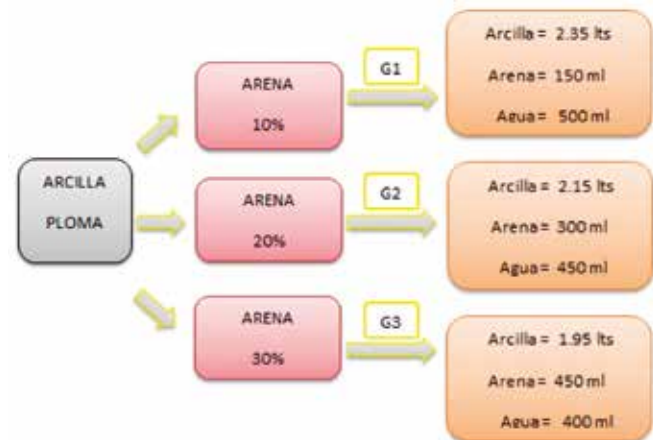 ARCILLA
PLOMA
ARENA
10%
G1
Arcilla = 2.35 lts
Arena = 150 ml
Agua = 500 ml
ARENA
20%
G2
Arcilla = 2.15 lts
Arena = 300 ml
Agua = 450 ml
ARENA
30%
G3
Arcilla = 1.95 lts
Arena = 450 ml
Agua = 400 ml